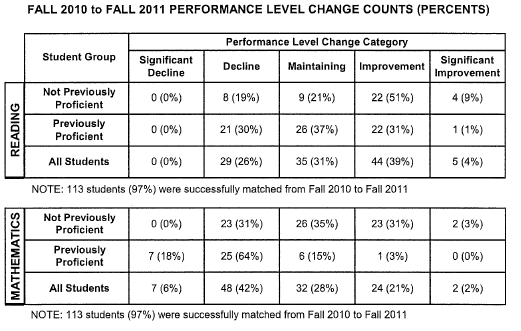 FALL 2010 to FALL 2011 PERFORMANCE LEVEL CHANGE COUNTS (PERCENTS)
Student Group
Performance Level Change Category
Significant Decline
Decline
Maintaining
Improvement
Significant Improvement
READING
Not Previously Proficient 0 (0%) 8 (19%) 9 (21%) 22 (51%) 4 (9%)
Previously Proficient 0 (0%) 21 (30%) 26 (37%) 22 (31%) 1 (1%)
All Students 0 (0%) 29 (26%) 35 (31%) 44 (39%) 5 (4%)
NOTE: 113 students (97%) were successfully matched from Fall 2010 to Fall 2011
MATHEMATICS
Not Previously Proficient 0 (0%) 23 (31%) 26 (35%) 23 (31%) 2 (3%)
Previously Proficient 7 (18%) 25 (64%) 6 (15%) 1 (3%) 0 (0%)
All Students 7 (6%) 48 (42%) 32 (28%) 24 (21%) 2 (2%)
NOTE: 113 students (97%) were successfully matched from Fall 2010 to Fall 2011